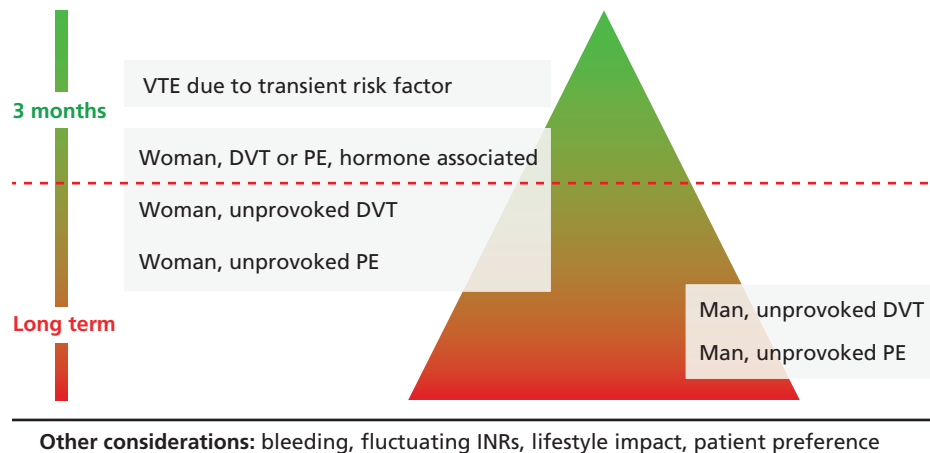 VTE due to transient risk factor
3 months
Woman, DVT or PE, hormone associated
Woman, unprovoked DVT
Woman, unprovoked PE
Long term
Man, unprovoked DVT
Man, unprovoked PE
Other considerations: bleeding, fluctuating INRs, lifestyle impact, patient preference